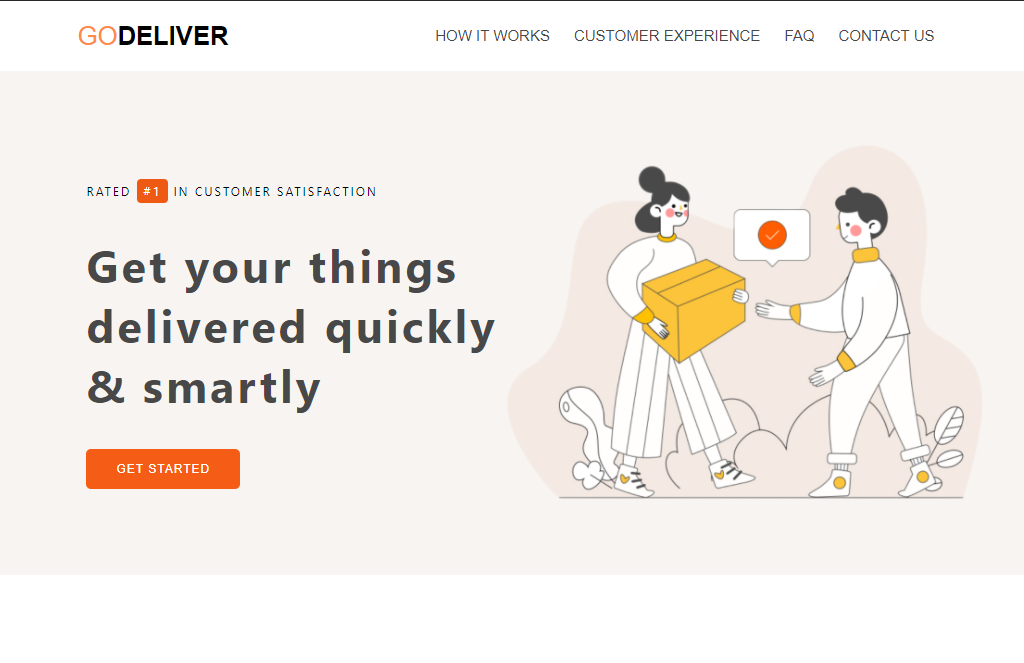 GODELIVER
HOW IT WORKS CUSTOMER EXPERIENCE FAQ CONTACT US
RATED #1 IN CUSTOMER SATISFACTION
Get your things
delivered quickly
& smartly
GET STARTED